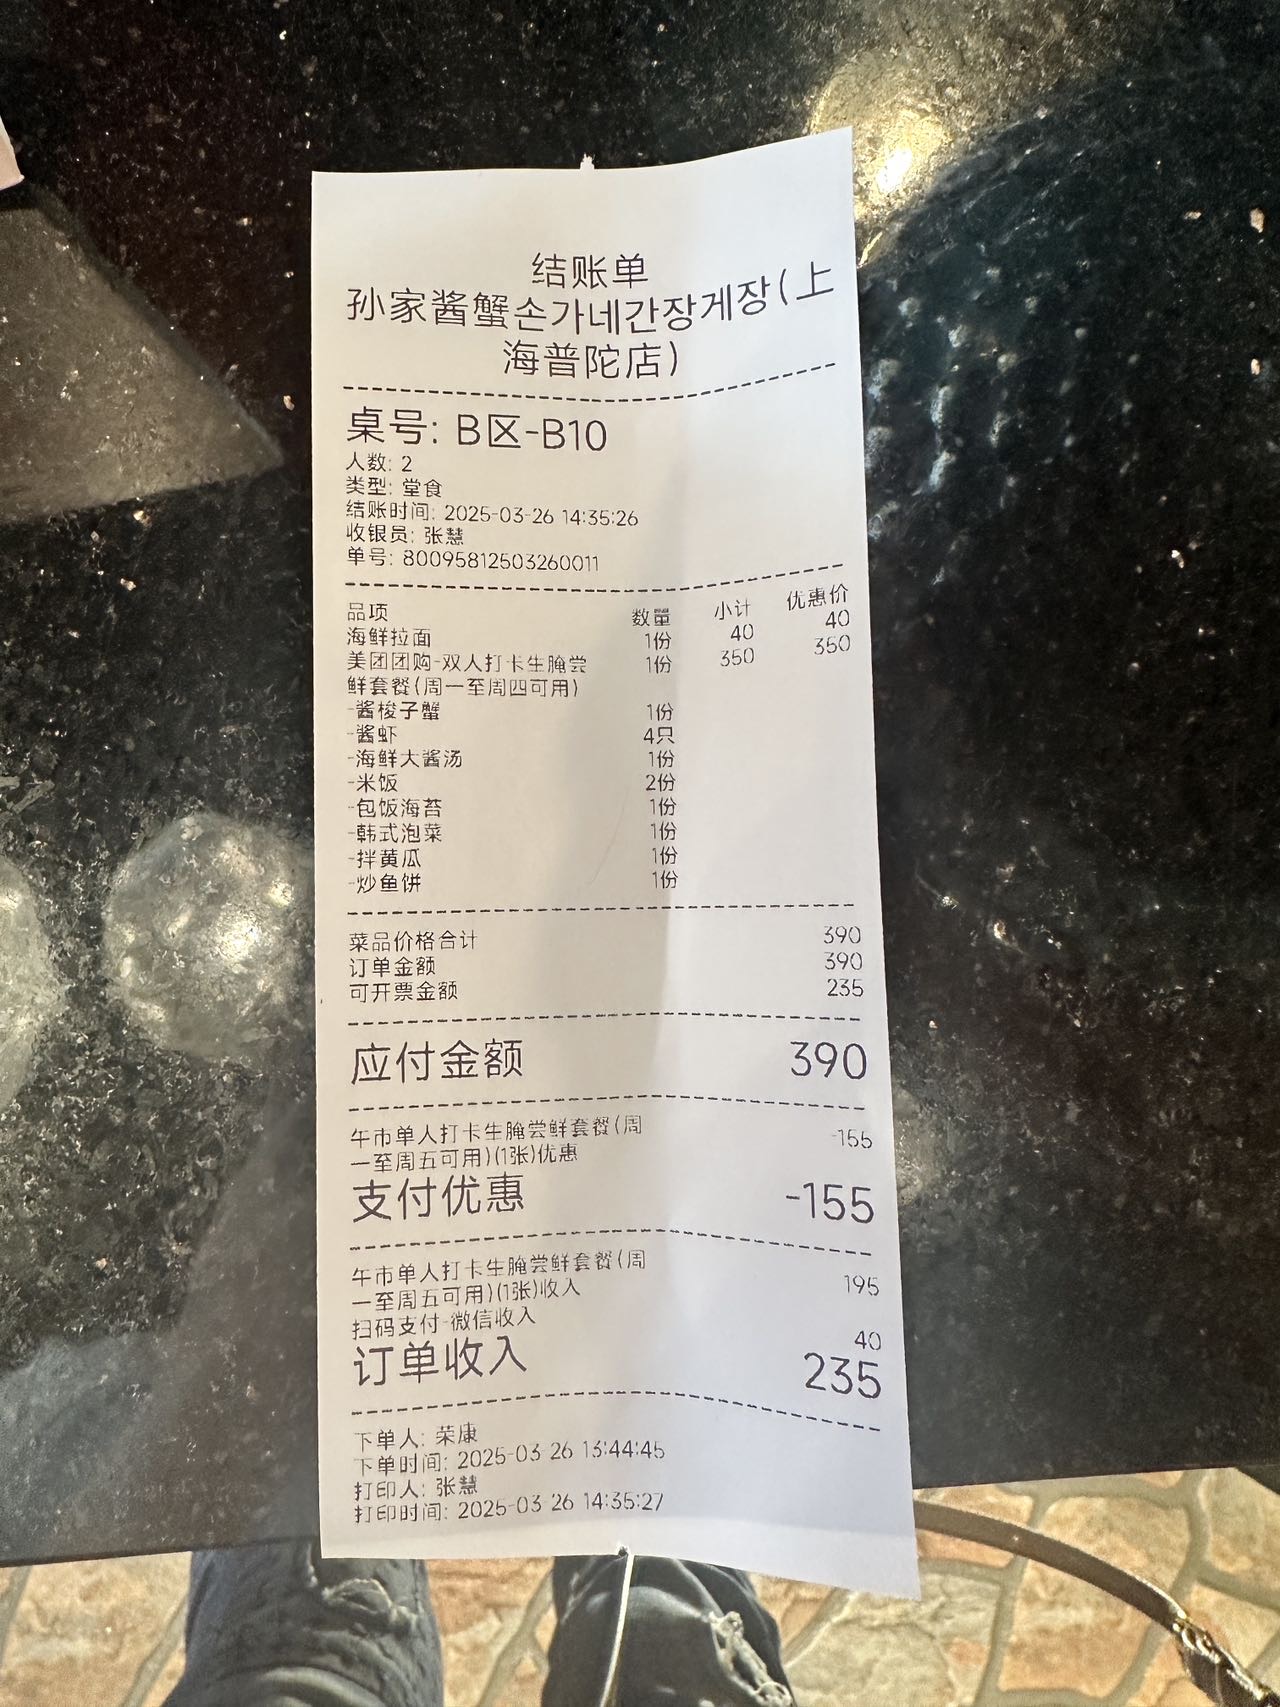 结账单
孙家酱蟹손가네간장게장(上
海普陀店)
桌号: B区-B10
人数: 2
类型: 堂食
结账时间: 2025-03-26 14:35:26
收银员: 张慧
单号: 80095812503260011
品项 数量 小计 优惠价
海鲜拉面 1份 40 40
美团团购-双人打卡生腌尝 1份 350 350
鲜套餐(周一至周四可用)
-酱梭子蟹 1份
-酱虾 4只
-海鲜大酱汤 1份
-米饭 2份
-包饭海苔 1份
-韩式泡菜 1份
-拌黄瓜 1份
-炒鱼饼 1份
菜品价格合计 390
订单金额 390
可开票金额 235
应付金额 390
午市单人打卡生腌尝鲜套餐(周 -155
一至周五可用)(1张)优惠
支付优惠 -155
午市单人打卡生腌尝鲜套餐(周 195
一至周五可用)(1张)收入
扫码支付-微信收入 40
订单收入 235
下单人: 荣康
下单时间: 2025-03-26 13:44:45
打印人: 张慧
打印时间: 2025-03-26 14:35:27